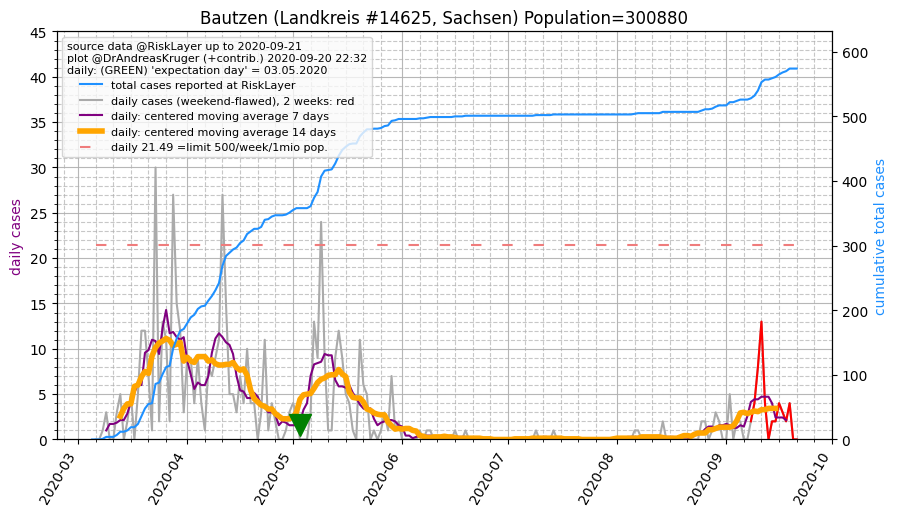 Bautzen (Landkreis #14625, Sachsen) Population=300880
source data @RiskLayer up to 2020-09-21
plot @DrAndreasKruger (+contrib.) 2020-09-20 22:32
daily: (GREEN) 'expectation day' = 03.05.2020
total cases reported at RiskLayer
daily cases (weekend-flawed), 2 weeks: red
daily: centered moving average 7 days
daily: centered moving average 14 days
daily 21.49 =limit 500/week/1mio pop.
daily cases
45
40
35
30
25
20
15
10
5
0
600
500
400
300
200
100
0
cumulative total cases
2020-03
2020-04
2020-05
2020-06
2020-07
2020-08
2020-09
2020-10